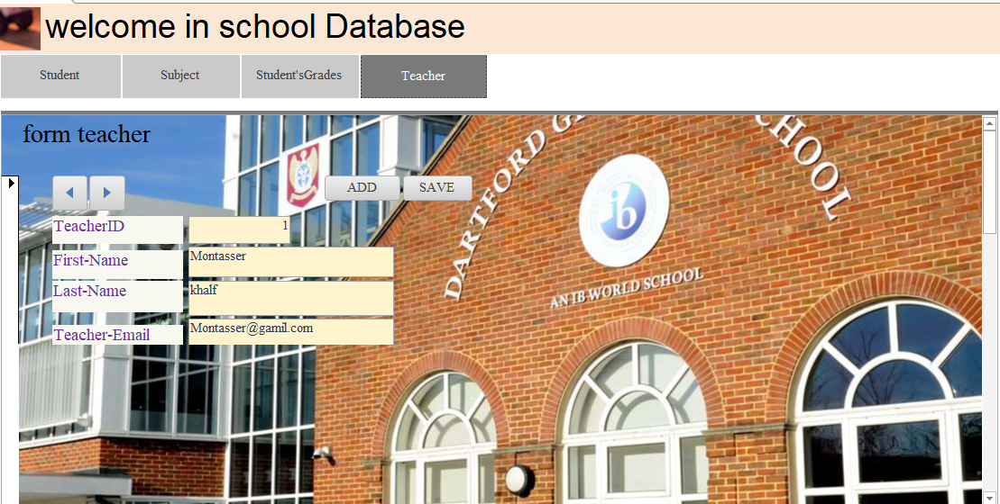 welcome in school Database
Student Subject Student'sGrades Teacher
form teacher
ADD SAVE
TeacherID 1
First-Name Montasser
Last-Name khalf
Teacher-Email Montasser@gamil.com
DARTFORD SCHOOL
ib
AN IB WORLD SCHOOL